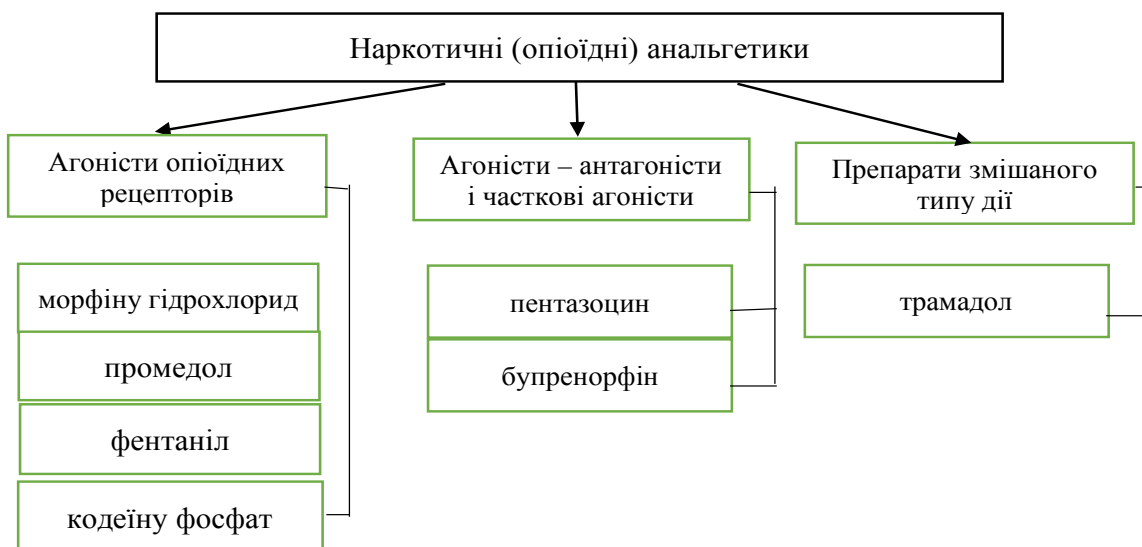 Наркотичні (опіоїдні) анальгетики
Агоністи опіоїдних
рецепторів
морфіну гідрохлорид
промедол
фентаніл
кодеїну фосфат
Агоністи – антагоністи
і часткові агоністи
пентазоцин
бупренорфін
Препарати змішаного
типу дії
трамадол